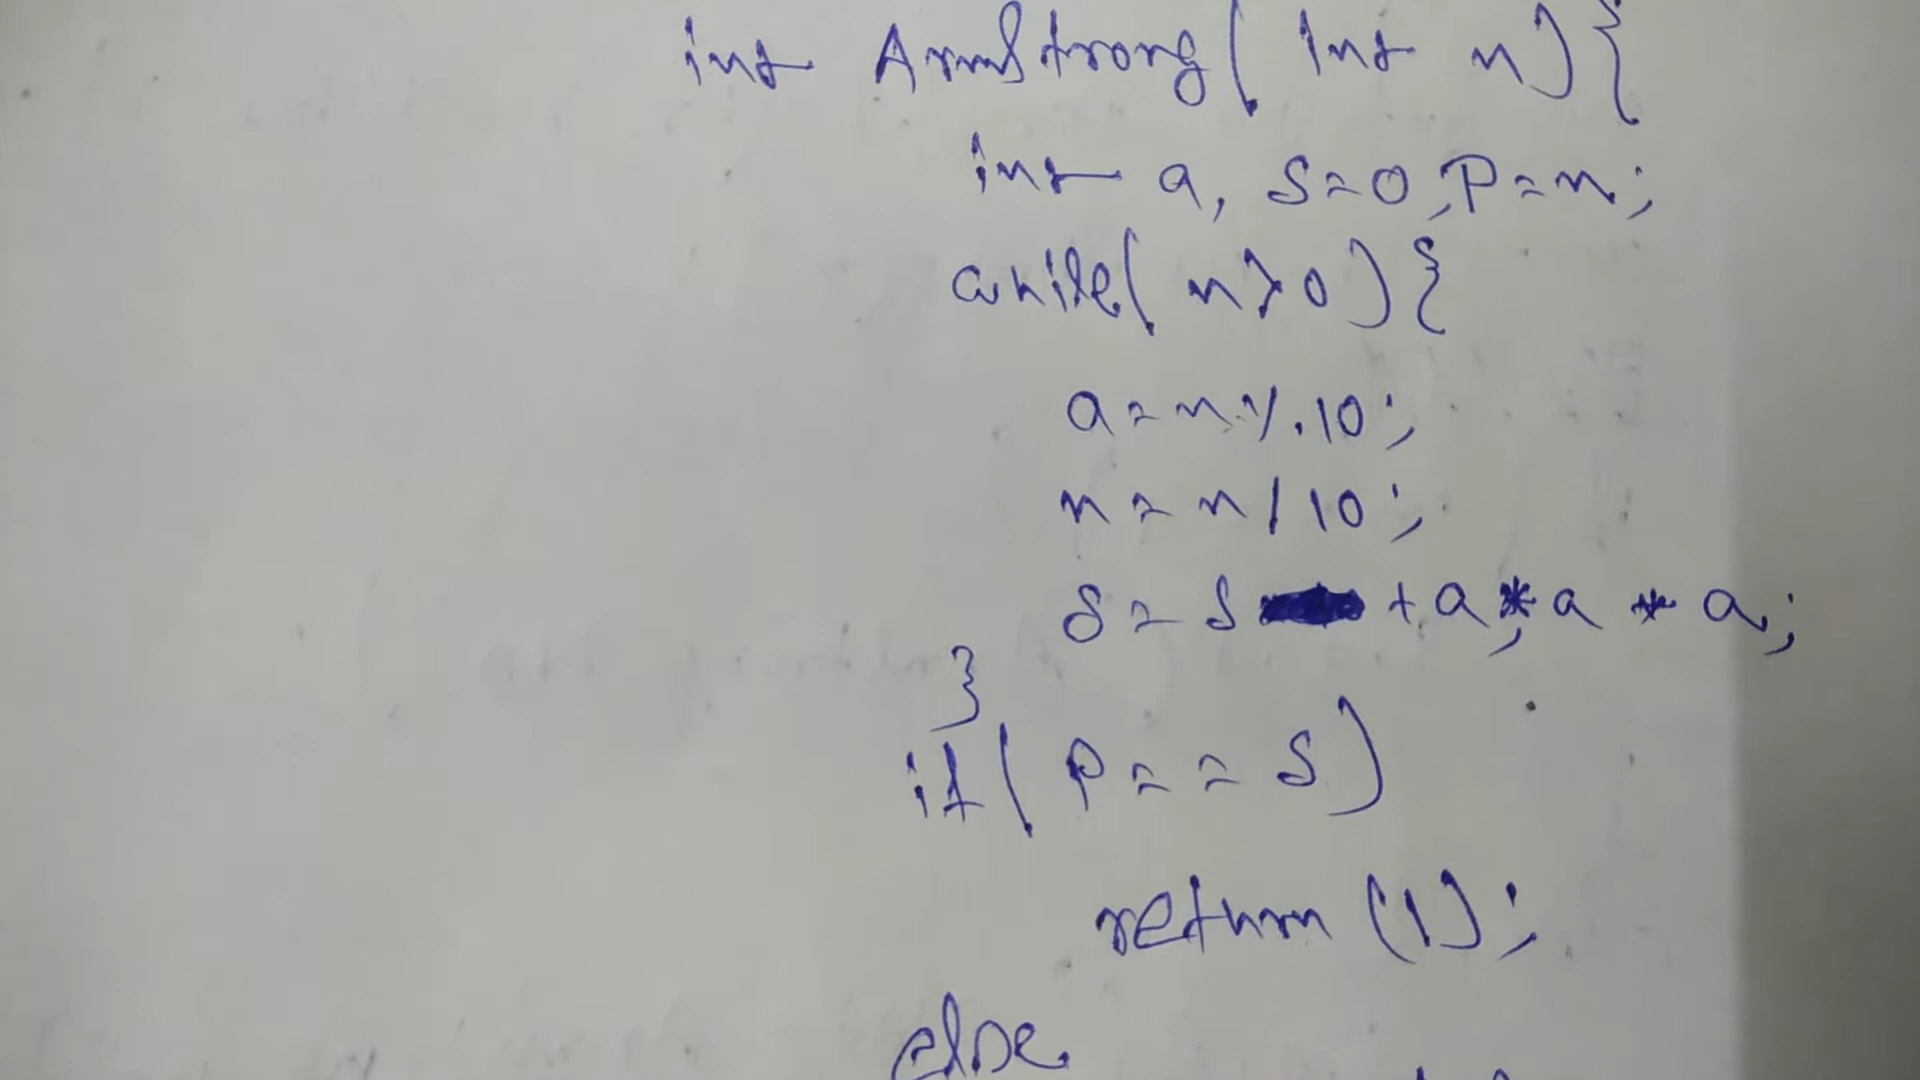 int Armstrong( Int n){
int a, s=0, P=n;
while( n>0){
a=n%.10;
n=n/10;
s=s +a*a*a;
}
if( P==s)
return (1);
else